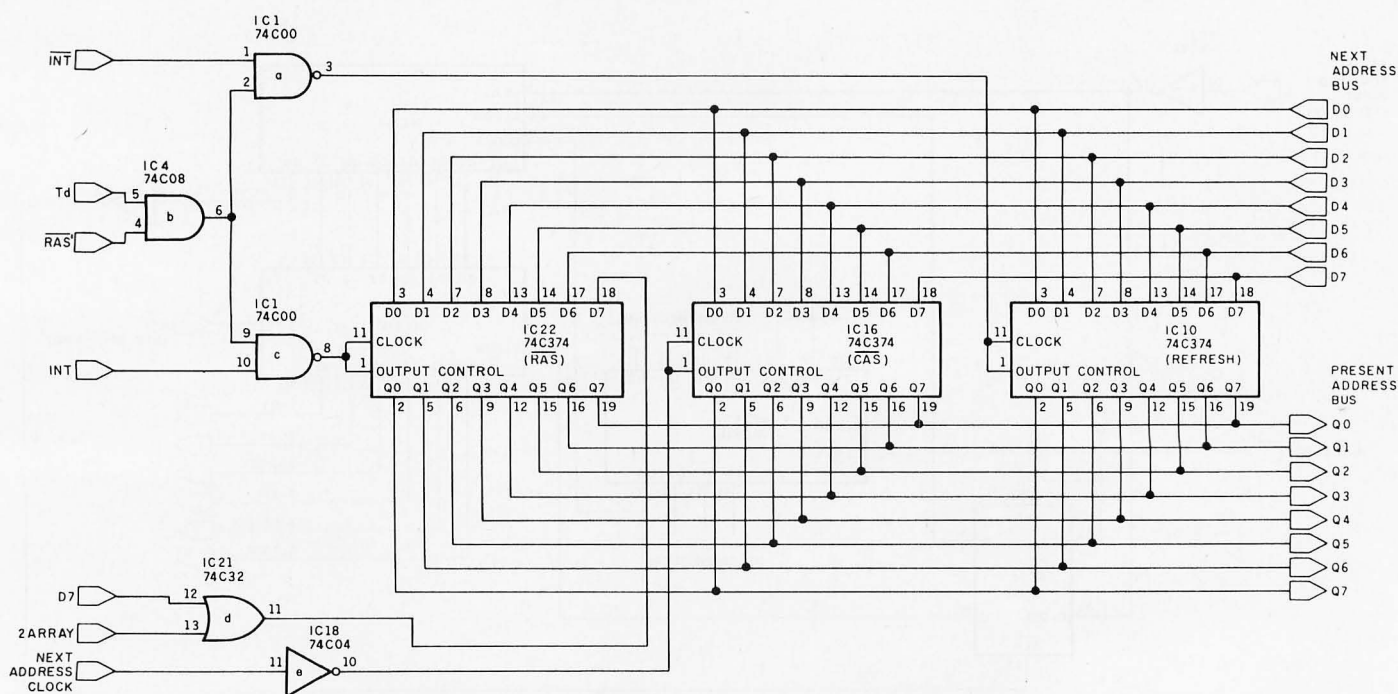 IC1
74C00
INT
1
2
a
3
NEXT
ADDRESS
BUS
D0
D1
D2
D3
D4
D5
D6
D7
IC4
74C08
Td
RAS'
5
4
b
6
IC1
74C00
INT
9
10
c
8
3 4 7 8 13 14 17 18
D0 D1 D2 D3 D4 D5 D6 D7
11
CLOCK
IC22
74C374
(RAS)
1
OUTPUT CONTROL
Q0 Q1 Q2 Q3 Q4 Q5 Q6 Q7
2 5 6 9 12 15 16 19
3 4 7 8 13 14 17 18
D0 D1 D2 D3 D4 D5 D6 D7
11
CLOCK
IC16
74C374
(CAS)
1
OUTPUT CONTROL
Q0 Q1 Q2 Q3 Q4 Q5 Q6 Q7
2 5 6 9 12 15 16 19
3 4 7 8 13 14 17 18
D0 D1 D2 D3 D4 D5 D6 D7
11
CLOCK
IC10
74C374
(REFRESH)
1
OUTPUT CONTROL
Q0 Q1 Q2 Q3 Q4 Q5 Q6 Q7
2 5 6 9 12 15 16 19
PRESENT
ADDRESS
BUS
Q0
Q1
Q2
Q3
Q4
Q5
Q6
Q7
IC21
74C32
D7
2ARRAY
12
13
d
11
IC18
74C04
NEXT
ADDRESS
CLOCK
11
e
10